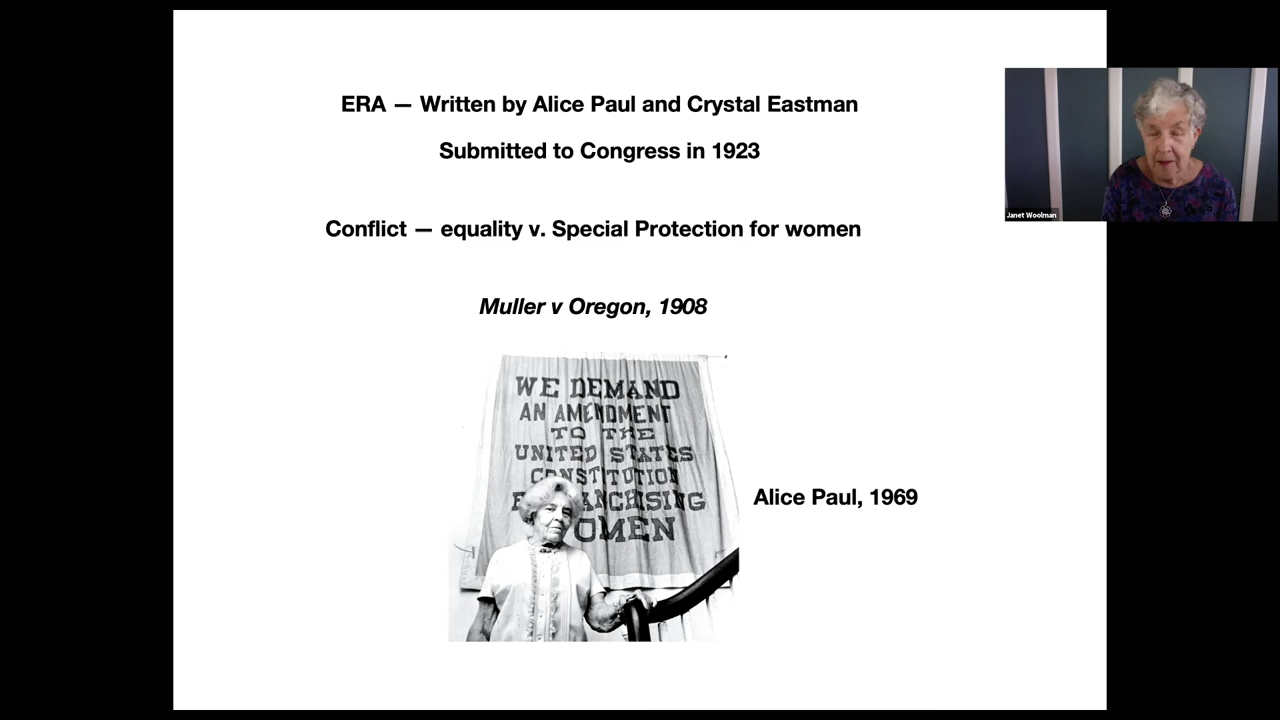 ERA — Written by Alice Paul and Crystal Eastman
Submitted to Congress in 1923
Conflict — equality v. Special Protection for women
Muller v Oregon, 1908
WE DEMAND
AN AMENDMENT
TO THE
UNITED STATES
CONSTITUTION
Alice Paul, 1969
Janet Woolman